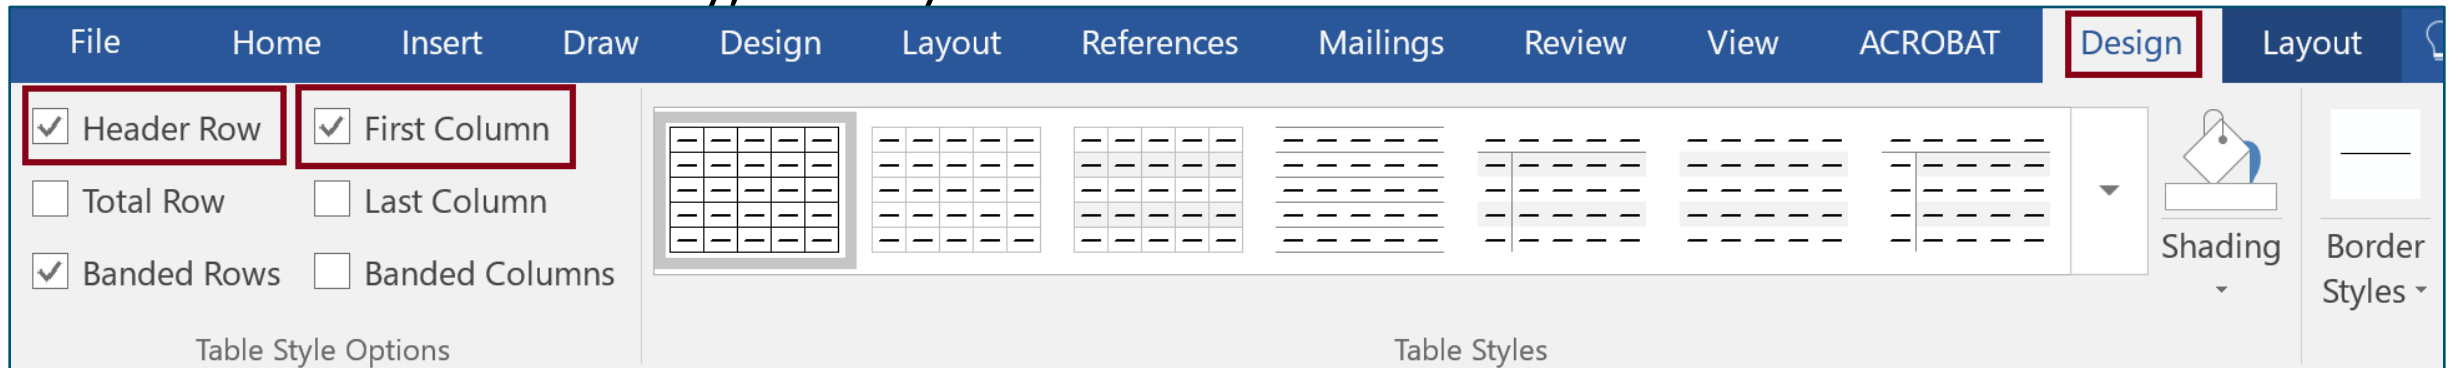 File Home Insert Draw Design Layout References Mailings Review View ACROBAT Design Layout
Header Row First Column
Total Row Last Column
Banded Rows Banded Columns
Table Style Options
Table Styles
Shading
Border
Styles